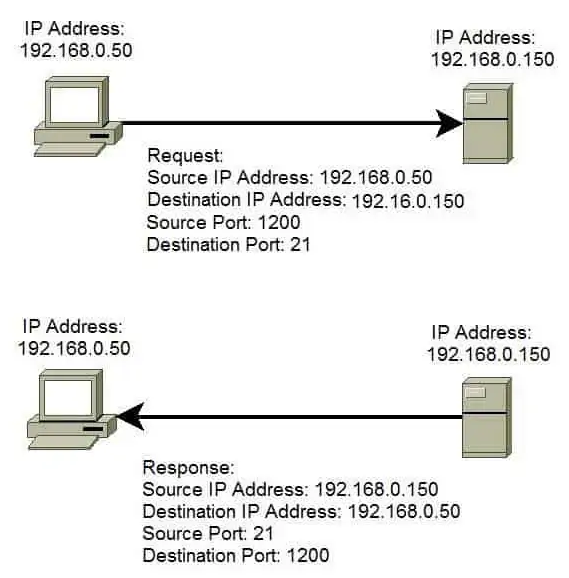 IP Address:
192.168.0.50
IP Address:
192.168.0.150
Request:
Source IP Address: 192.168.0.50
Destination IP Address: 192.16.0.150
Source Port: 1200
Destination Port: 21
IP Address:
192.168.0.50
IP Address:
192.168.0.150
Response:
Source IP Address: 192.168.0.150
Destination IP Address: 192.168.0.50
Source Port: 21
Destination Port: 1200